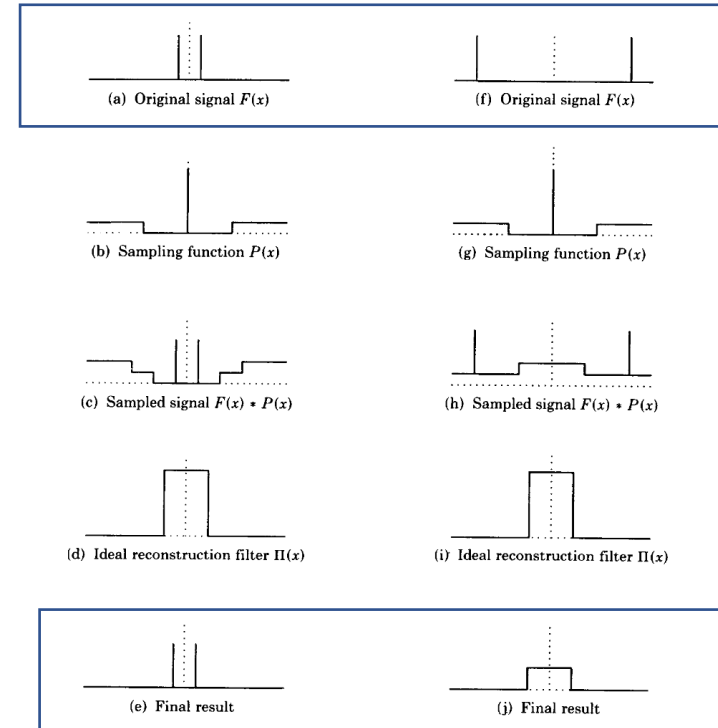 (a) Original signal F(x)
(f) Original signal F(x)
(b) Sampling function P(x)
(g) Sampling function P(x)
(c) Sampled signal F(x) * P(x)
(h) Sampled signal F(x) * P(x)
(d) Ideal reconstruction filter Π(x)
(i) Ideal reconstruction filter Π(x)
(e) Final result
(j) Final result